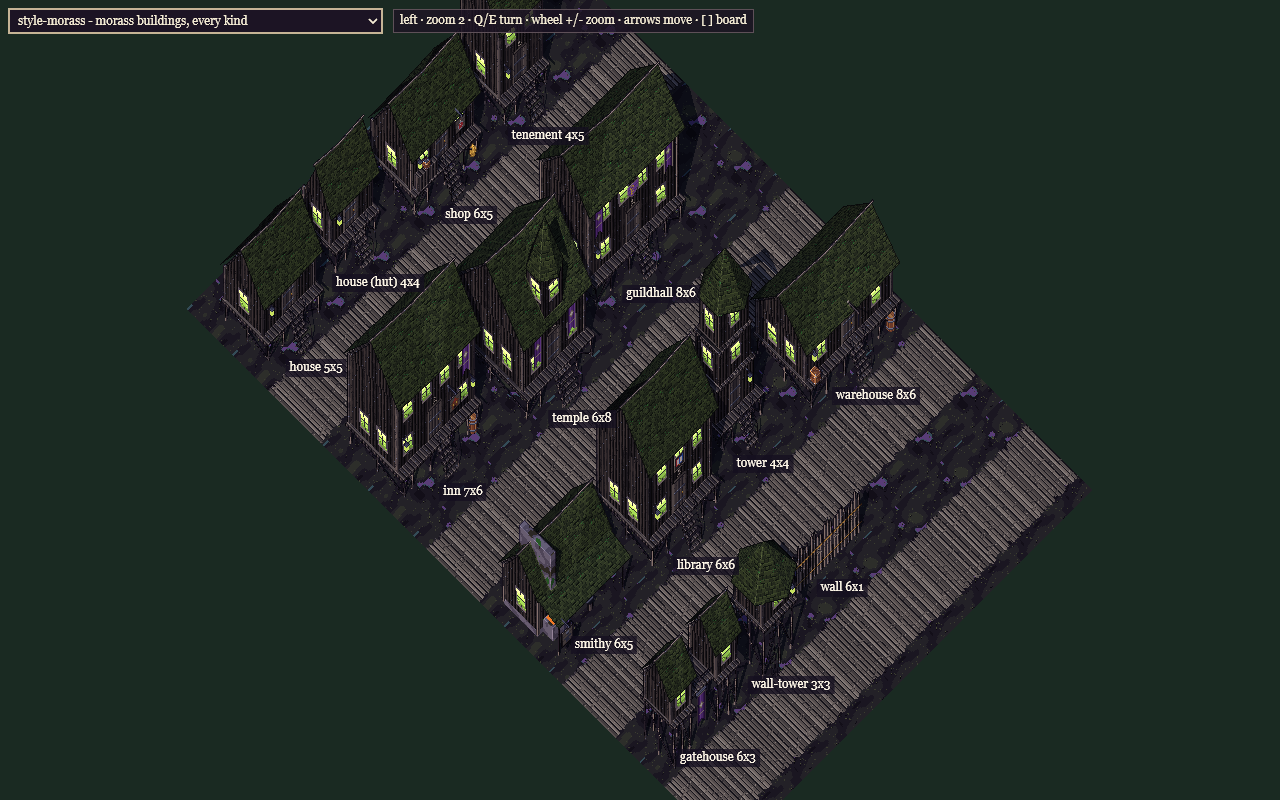 style-morass - morass buildings, every kind
left · zoom 2 · Q/E turn · wheel +/- zoom · arrows move · [ ] board
tenement 4x5
shop 6x5
house (hut) 4x4
guildhall 8x6
house 5x5
warehouse 8x6
temple 6x8
tower 4x4
inn 7x6
library 6x6
wall 6x1
smithy 6x5
wall-tower 3x3
gatehouse 6x3